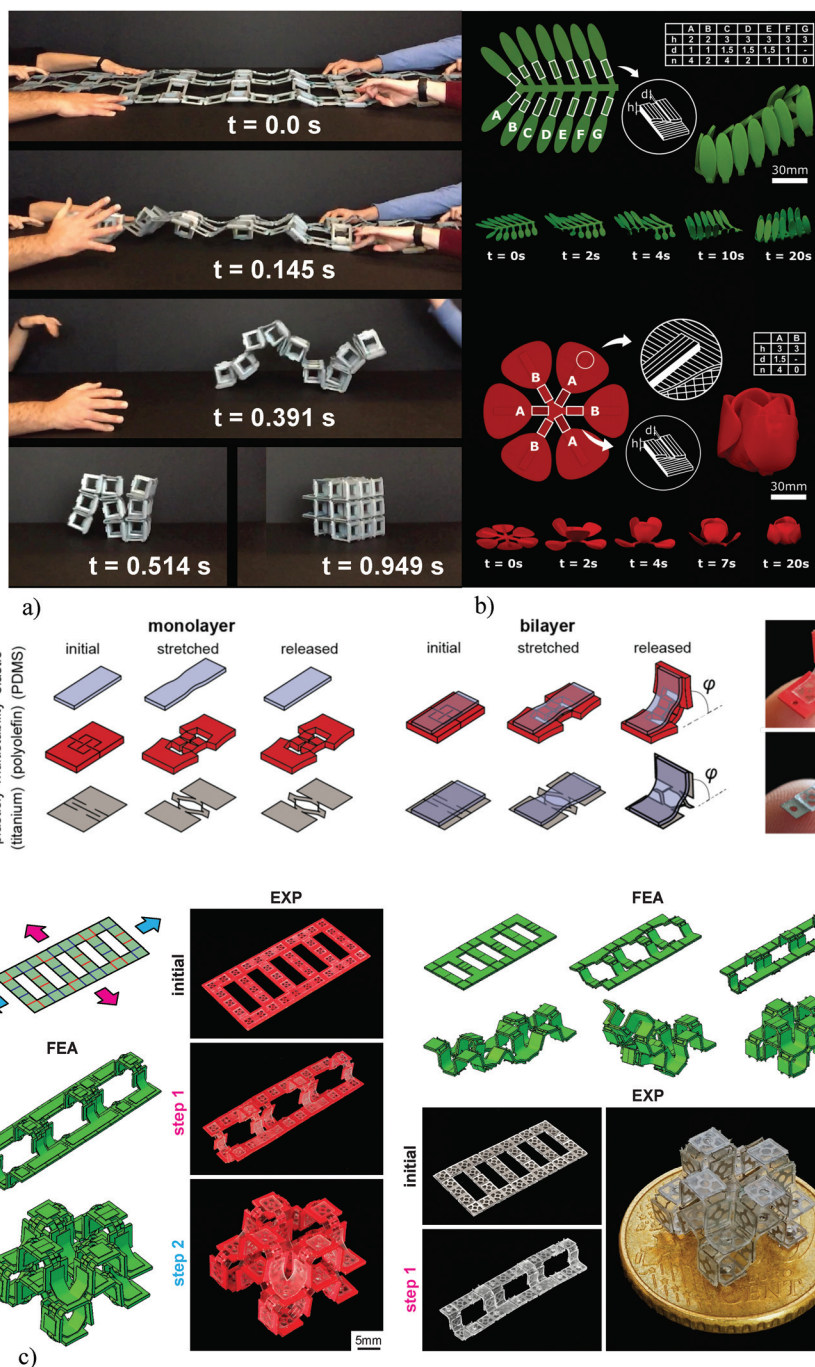 t = 0.0 s
t = 0.145 s
t = 0.391 s
t = 0.514 s
t = 0.949 s
a)
A B C D E F G
h 2 2 3 3 3 3 3
d 1 1 1.5 1.5 1.5 1 -
n 4 2 4 2 1 1 0
d
h
A
B
C
D
E
F
G
30mm
t = 0s
t = 2s
t = 4s
t = 10s
t = 20s
A B
h 3 3
d 1.5 -
n 4 0
B
A
A
B
B
A
d
h
30mm
t = 0s
t = 2s
t = 4s
t = 7s
t = 20s
b)
monolayer
initial
stretched
released
(PDMS)
(polyolefin)
(titanium)
bilayer
initial
stretched
released
φ
φ
EXP
initial
FEA
step 1
step 2
5mm
FEA
EXP
initial
step 1
c)